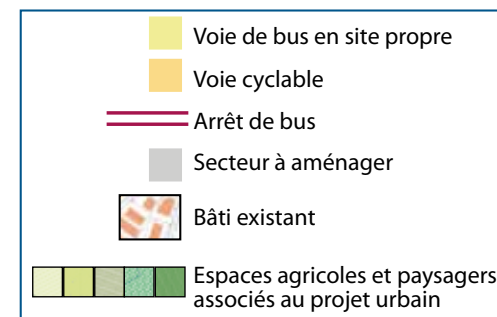 Voie de bus en site propre
Voie cyclable
Arrêt de bus
Secteur à aménager
Bâti existant
Espaces agricoles et paysagers
associés au projet urbain